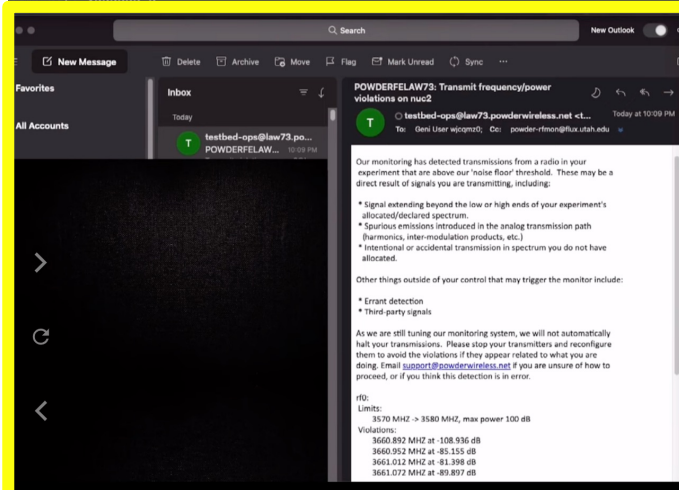 Search
New Outlook
New Message
Delete
Archive
Move
Flag
Mark Unread
Sync
...
Favorites
All Accounts
Inbox
Today
T
testbed-ops@law73.po...
POWDERFELAW... 10:09 PM
POWDERFELAW73: Transmit frequency/power
violations on nuc2
T
testbed-ops@law73.powderwireless.net <t...
Today at 10:09 PM
To: Geni User wjcqmz0; Cc: powder-rfmon@flux.utah.edu
Our monitoring has detected transmissions from a radio in your
experiment that are above our 'noise floor' threshold. These may be a
direct result of signals you are transmitting, including:
* Signal extending beyond the low or high ends of your experiment's
allocated/declared spectrum.
* Spurious emissions introduced in the analog transmission path
(harmonics, inter-modulation products, etc.)
* Intentional or accidental transmission in spectrum you do not have
allocated.
Other things outside of your control that may trigger the monitor include:
* Errant detection
* Third-party signals
As we are still tuning our monitoring system, we will not automatically
halt your transmissions. Please stop your transmitters and reconfigure
them to avoid the violations if they appear related to what you are
doing. Email support@powderwireless.net if you are unsure of how to
proceed, or if you think this detection is in error.
rf0:
Limits:
3570 MHZ -> 3580 MHZ, max power 100 dB
Violations:
3660.892 MHZ at -108.936 dB
3660.952 MHZ at -85.155 dB
3661.012 MHZ at -81.398 dB
3661.072 MHZ at -89.897 dB